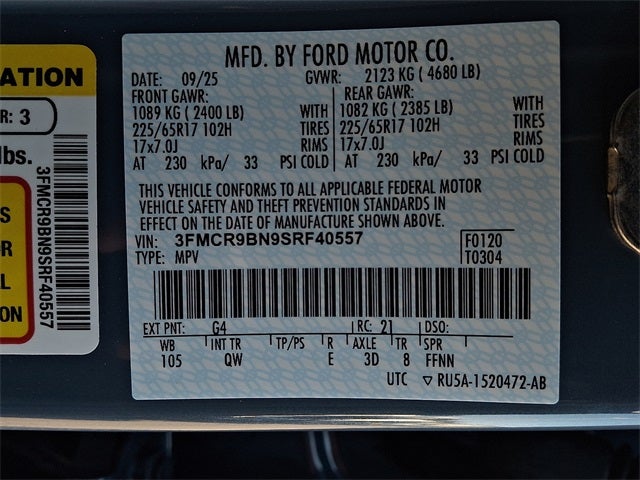 ATION
R: 3
lbs.
S
OR
L
ON
3FMCR9BN9SRF40557
MFD. BY FORD MOTOR CO.
DATE: 09/25 GVWR: 2123 KG ( 4680 LB)
FRONT GAWR: REAR GAWR:
1089 KG ( 2400 LB) WITH 1082 KG ( 2385 LB) WITH
225/65R17 102H TIRES 225/65R17 102H TIRES
17x7.0J RIMS 17x7.0J RIMS
AT 230 kPa/ 33 PSI COLD AT 230 kPa/ 33 PSI COLD
THIS VEHICLE CONFORMS TO ALL APPLICABLE FEDERAL MOTOR
VEHICLE SAFETY AND THEFT PREVENTION STANDARDS IN
EFFECT ON THE DATE OF MANUFACTURE SHOWN ABOVE.
VIN: 3FMCR9BN9SRF40557 F0120
TYPE: MPV T0304
EXT PNT: G4 RC: 21 DSO:
WB INT TR TP/PS R AXLE TR SPR
105 QW E 3D 8 FFNN
UTC ▽ RU5A-1520472-AB